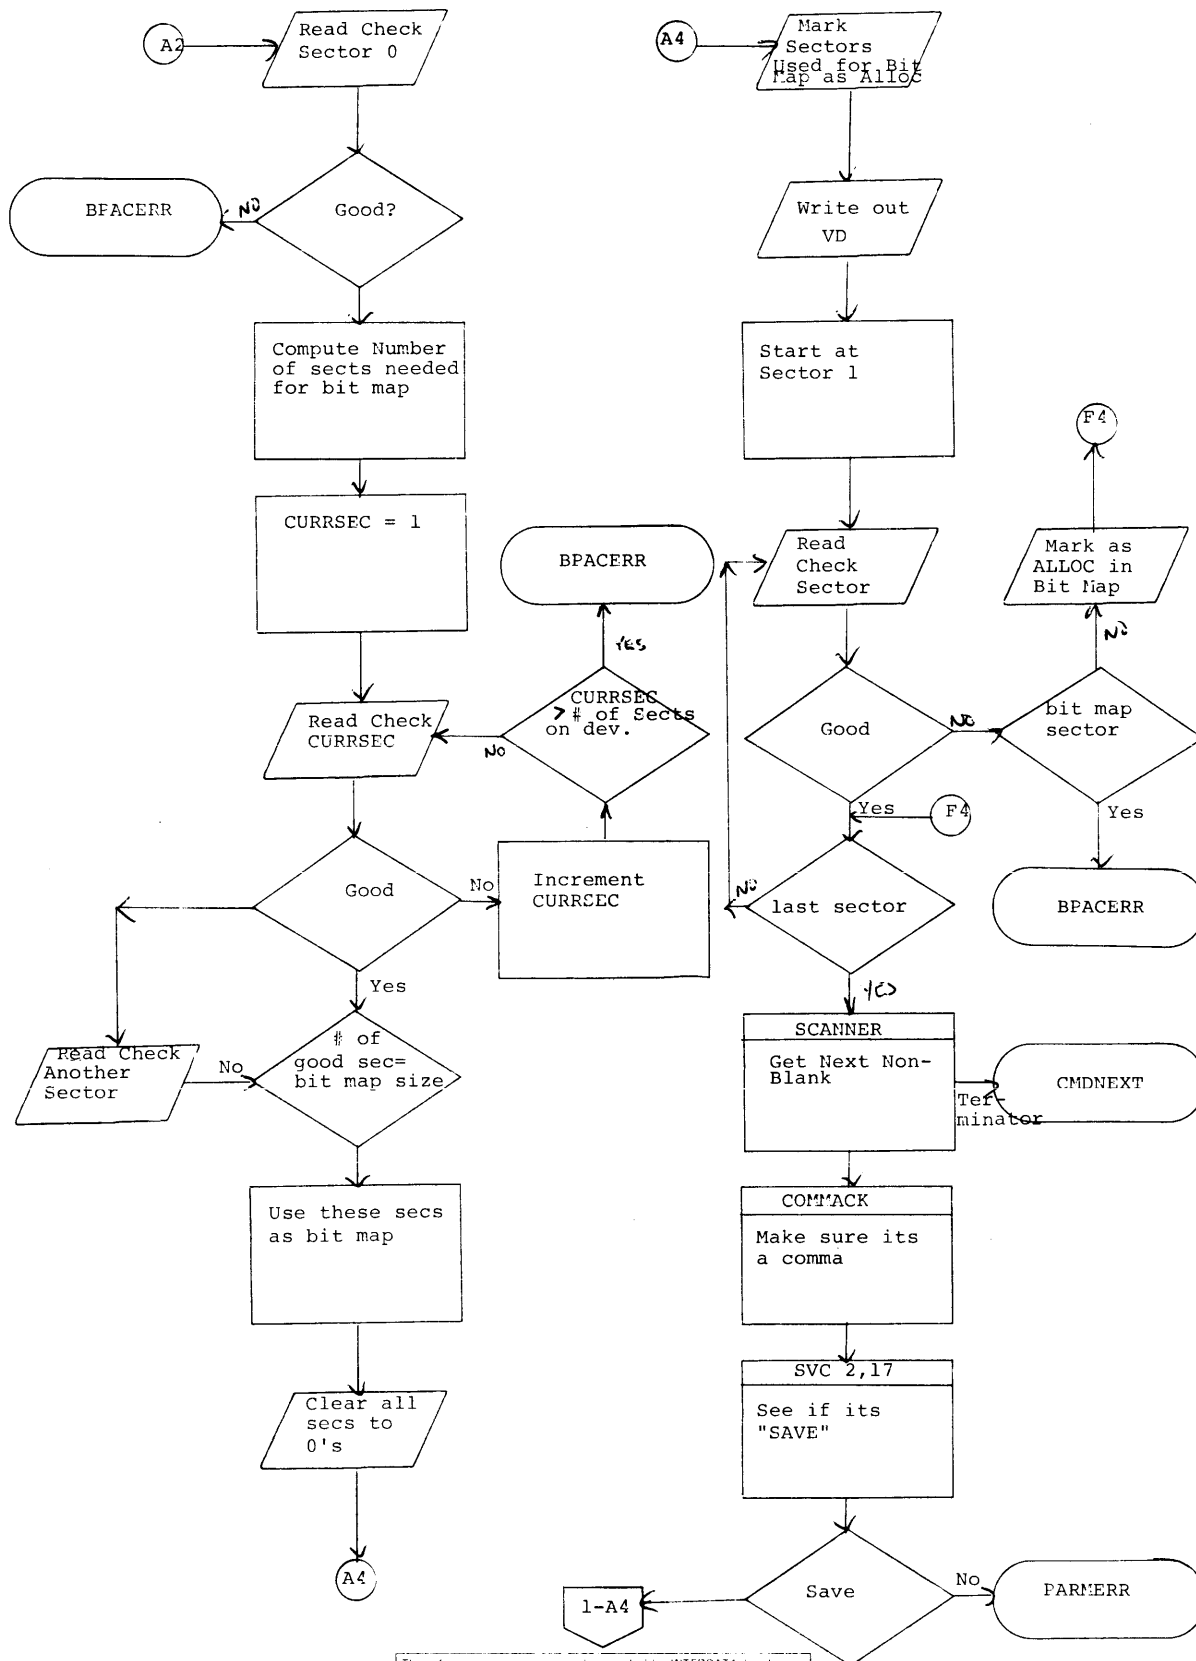 A2
Read Check
Sector 0
Good?
NO
BPACERR
Compute Number
of sects needed
for bit map
CURRSEC = 1
Read Check
CURRSEC
NO
CURRSEC
> # of Sects
on dev.
YES
BPACERR
Good
No
Increment
CURRSEC
Yes
Read Check
Another
Sector
No
# of
good sec=
bit map size
Use these secs
as bit map
Clear all
secs to
0's
A4
A4
Mark
Sectors
Used for Bit
Map as Alloc
Write out
VD
Start at
Sector 1
Read
Check
Sector
Good
NO
bit map
sector
NO
Mark as
ALLOC in
Bit Map
F4
Yes
BPACERR
Yes
F4
last sector
NO
YES
SCANNER
Get Next Non-
Blank
Ter-
minator
CMDNEXT
COMMACK
Make sure its
a comma
SVC 2,17
See if its
"SAVE"
Save
No
PARMERR
1-A4